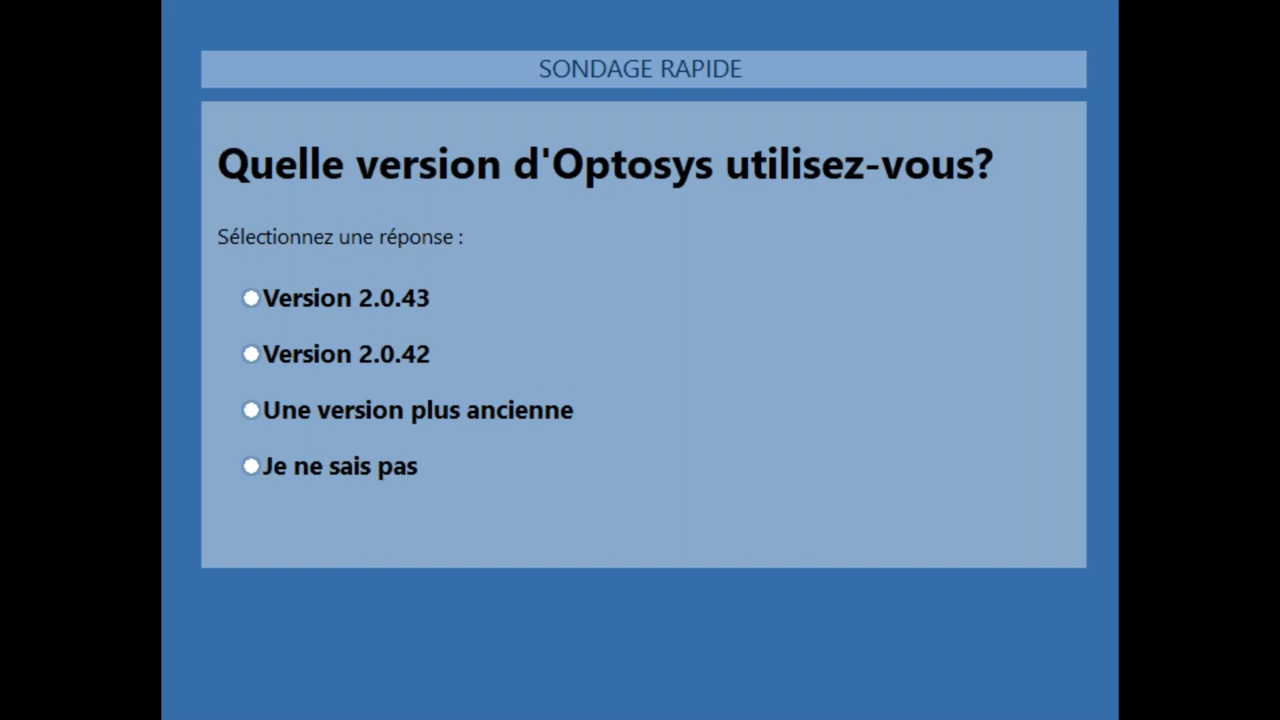 SONDAGE RAPIDE
Quelle version d'Optosys utilisez-vous?
Sélectionnez une réponse :
Version 2.0.43
Version 2.0.42
Une version plus ancienne
Je ne sais pas